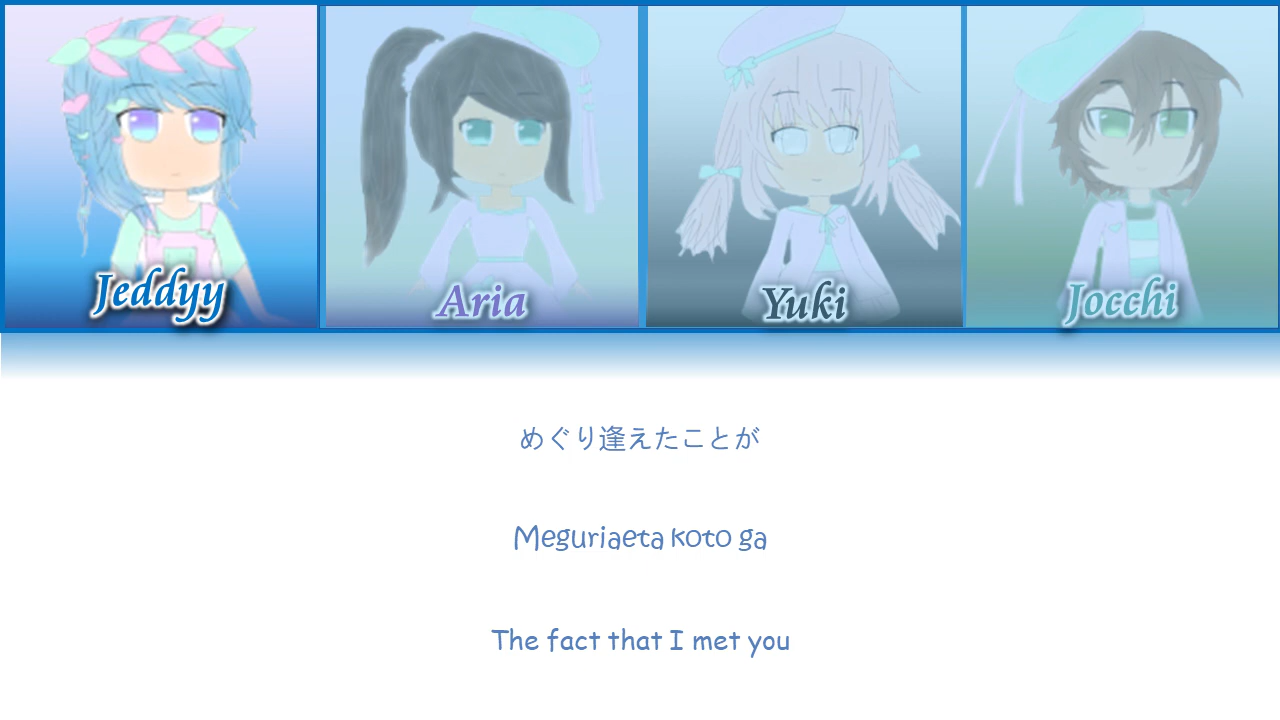 Jeddyy
Aria
Yuki
Jocchi
めぐり逢えたことが
Meguriaeta koto ga
The fact that I met you